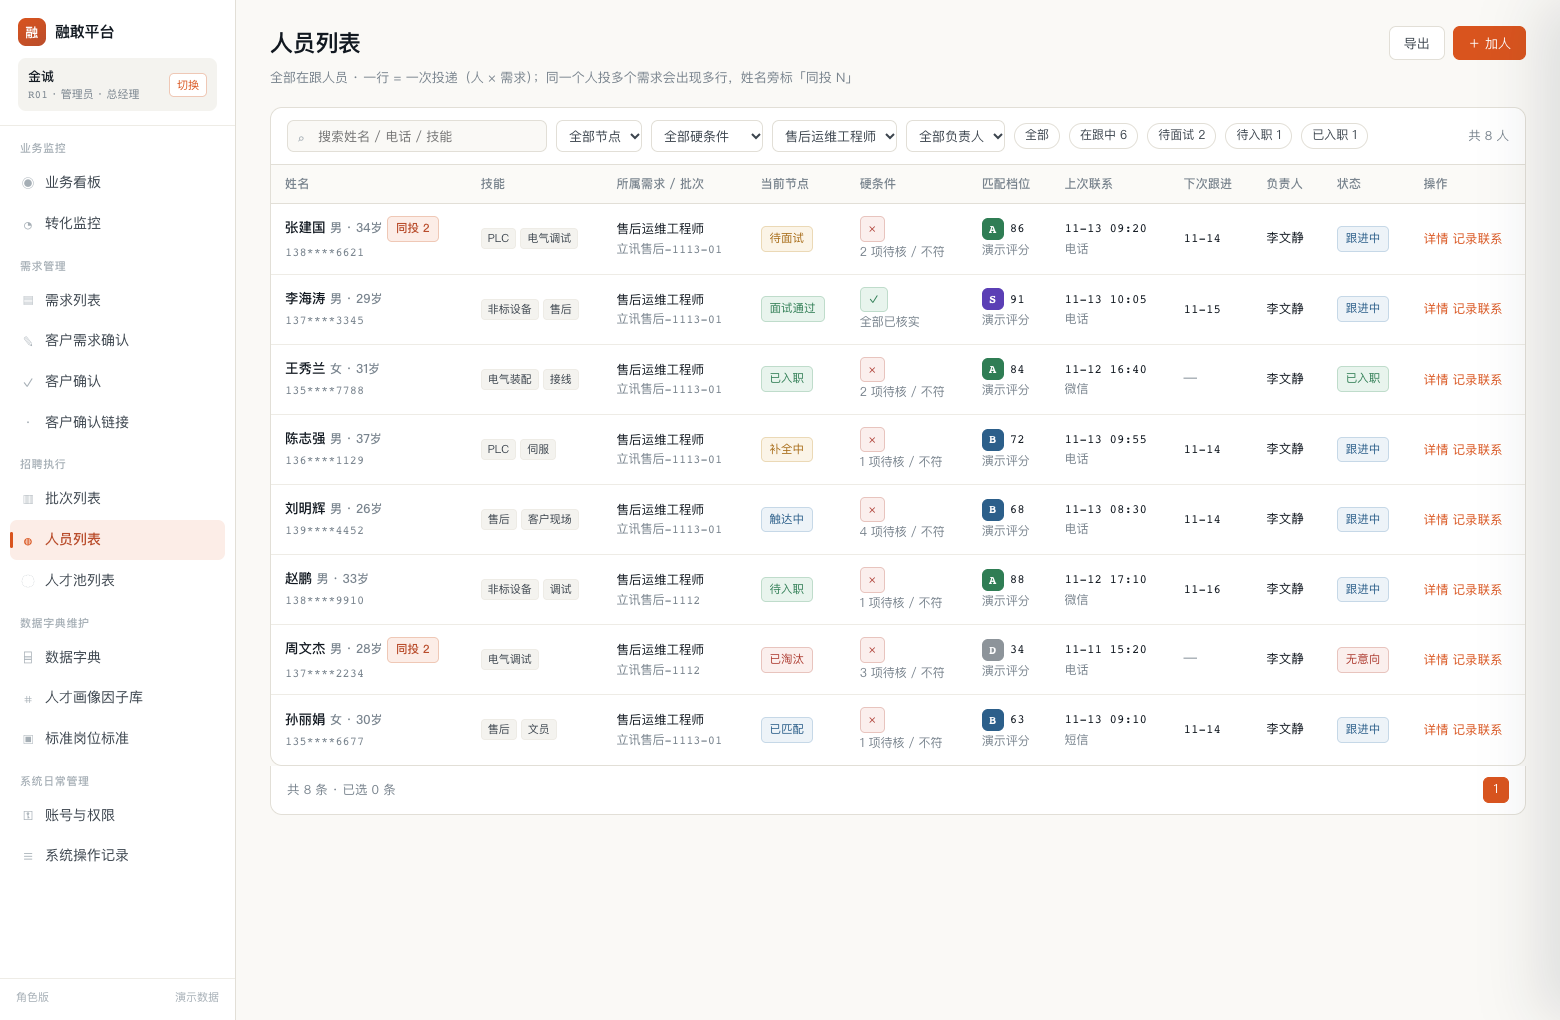 融 融敢平台
金诚
R01 · 管理员 · 总经理
切换
业务监控
业务看板
转化监控
需求管理
需求列表
客户需求确认
客户确认
客户确认链接
招聘执行
批次列表
人员列表
人才池列表
数据字典维护
数据字典
人才画像因子库
标准岗位标准
系统日常管理
账号与权限
系统操作记录
角色版 演示数据
人员列表
导出 ＋ 加人
全部在跟人员 · 一行 = 一次投递（人 × 需求）；同一个人投多个需求会出现多行，姓名旁标「同投 N」
搜索姓名 / 电话 / 技能 全部节点 全部硬条件 售后运维工程师 全部负责人 全部 在跟中 6 待面试 2 待入职 1 已入职 1 共 8 人
姓名 技能 所属需求 / 批次 当前节点 硬条件 匹配档位 上次联系 下次跟进 负责人 状态 操作
张建国 男 · 34岁 同投 2 PLC 电气调试 售后运维工程师 待面试 × A 86 11-13 09:20 11-14 李文静 跟进中 详情 记录联系
138****6621 立讯售后-1113-01 2 项待核 / 不符 演示评分 电话
李海涛 男 · 29岁 非标设备 售后 售后运维工程师 面试通过 ✓ S 91 11-13 10:05 11-15 李文静 跟进中 详情 记录联系
137****3345 立讯售后-1113-01 全部已核实 演示评分 电话
王秀兰 女 · 31岁 电气装配 接线 售后运维工程师 已入职 × A 84 11-12 16:40 — 李文静 已入职 详情 记录联系
135****7788 立讯售后-1113-01 2 项待核 / 不符 演示评分 微信
陈志强 男 · 37岁 PLC 伺服 售后运维工程师 补全中 × B 72 11-13 09:55 11-14 李文静 跟进中 详情 记录联系
136****1129 立讯售后-1113-01 1 项待核 / 不符 演示评分 电话
刘明辉 男 · 26岁 售后 客户现场 售后运维工程师 触达中 × B 68 11-13 08:30 11-14 李文静 跟进中 详情 记录联系
139****4452 立讯售后-1113-01 4 项待核 / 不符 演示评分 电话
赵鹏 男 · 33岁 非标设备 调试 售后运维工程师 待入职 × A 88 11-12 17:10 11-16 李文静 跟进中 详情 记录联系
138****9910 立讯售后-1112 1 项待核 / 不符 演示评分 微信
周文杰 男 · 28岁 同投 2 电气调试 售后运维工程师 已淘汰 × D 34 11-11 15:20 — 李文静 无意向 详情 记录联系
137****2234 立讯售后-1112 3 项待核 / 不符 演示评分 电话
孙丽娟 女 · 30岁 售后 文员 售后运维工程师 已匹配 × B 63 11-13 09:10 11-14 李文静 跟进中 详情 记录联系
135****6677 立讯售后-1113-01 1 项待核 / 不符 演示评分 短信
共 8 条 · 已选 0 条 1